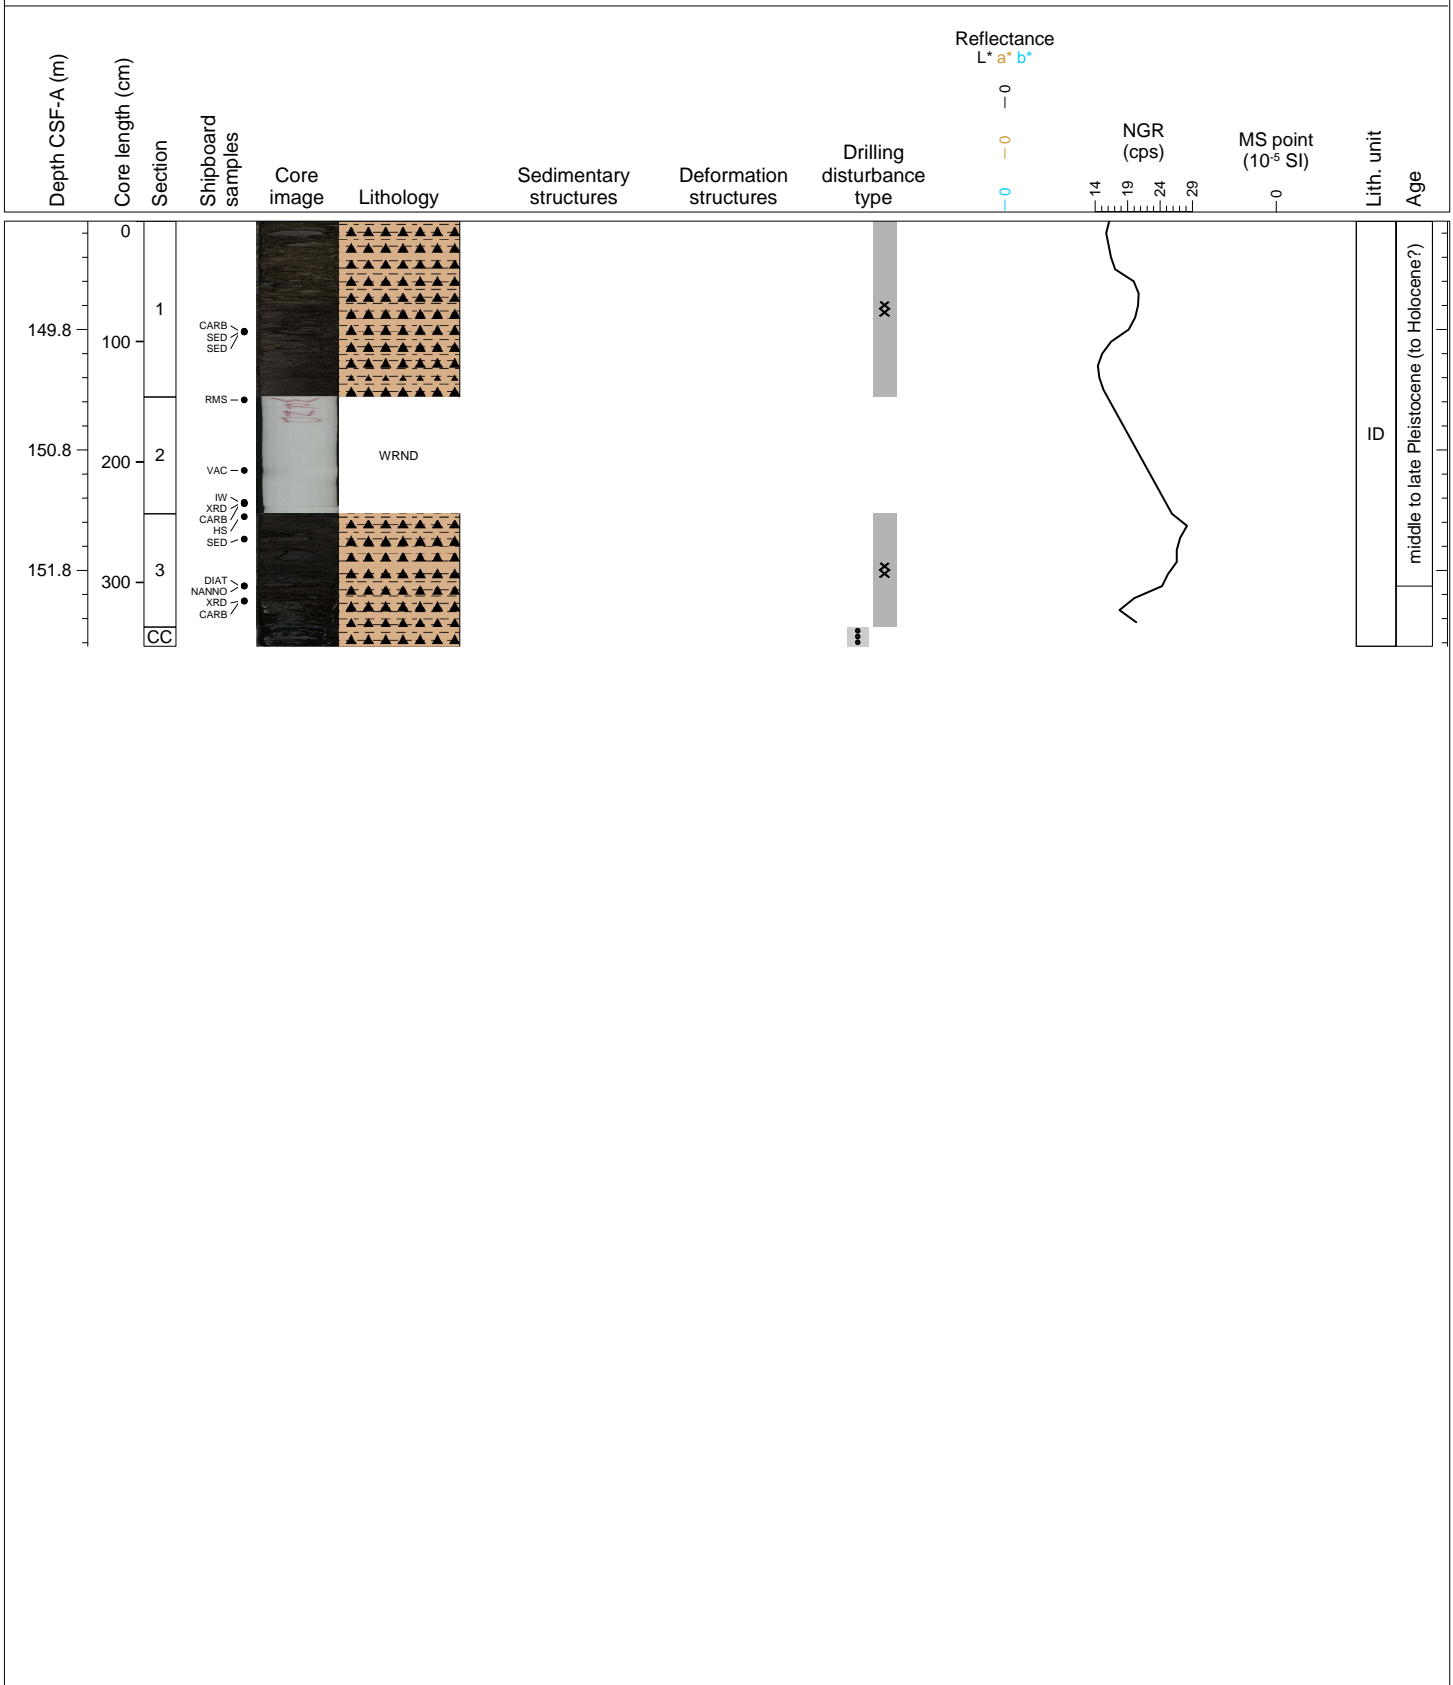 Reflectance
L* a* b*
Depth CSF-A (m)
Core length (cm)
Section
Shipboard
samples
Core
image
Lithology
Sedimentary
structures
Deformation
structures
Drilling
disturbance
type
0
0
0
NGR
(cps)
14
19
24
29
MS point
(10-5 SI)
0
Lith. unit
Age
0
1
CARB
SED
SED
149.8
100
RMS
150.8
200
2
VAC
WRND
IW
XRD
CARB
HS
SED
151.8
300
3
DIAT
NANNO
XRD
CARB
CC
ID
middle to late Pleistocene (to Holocene?)